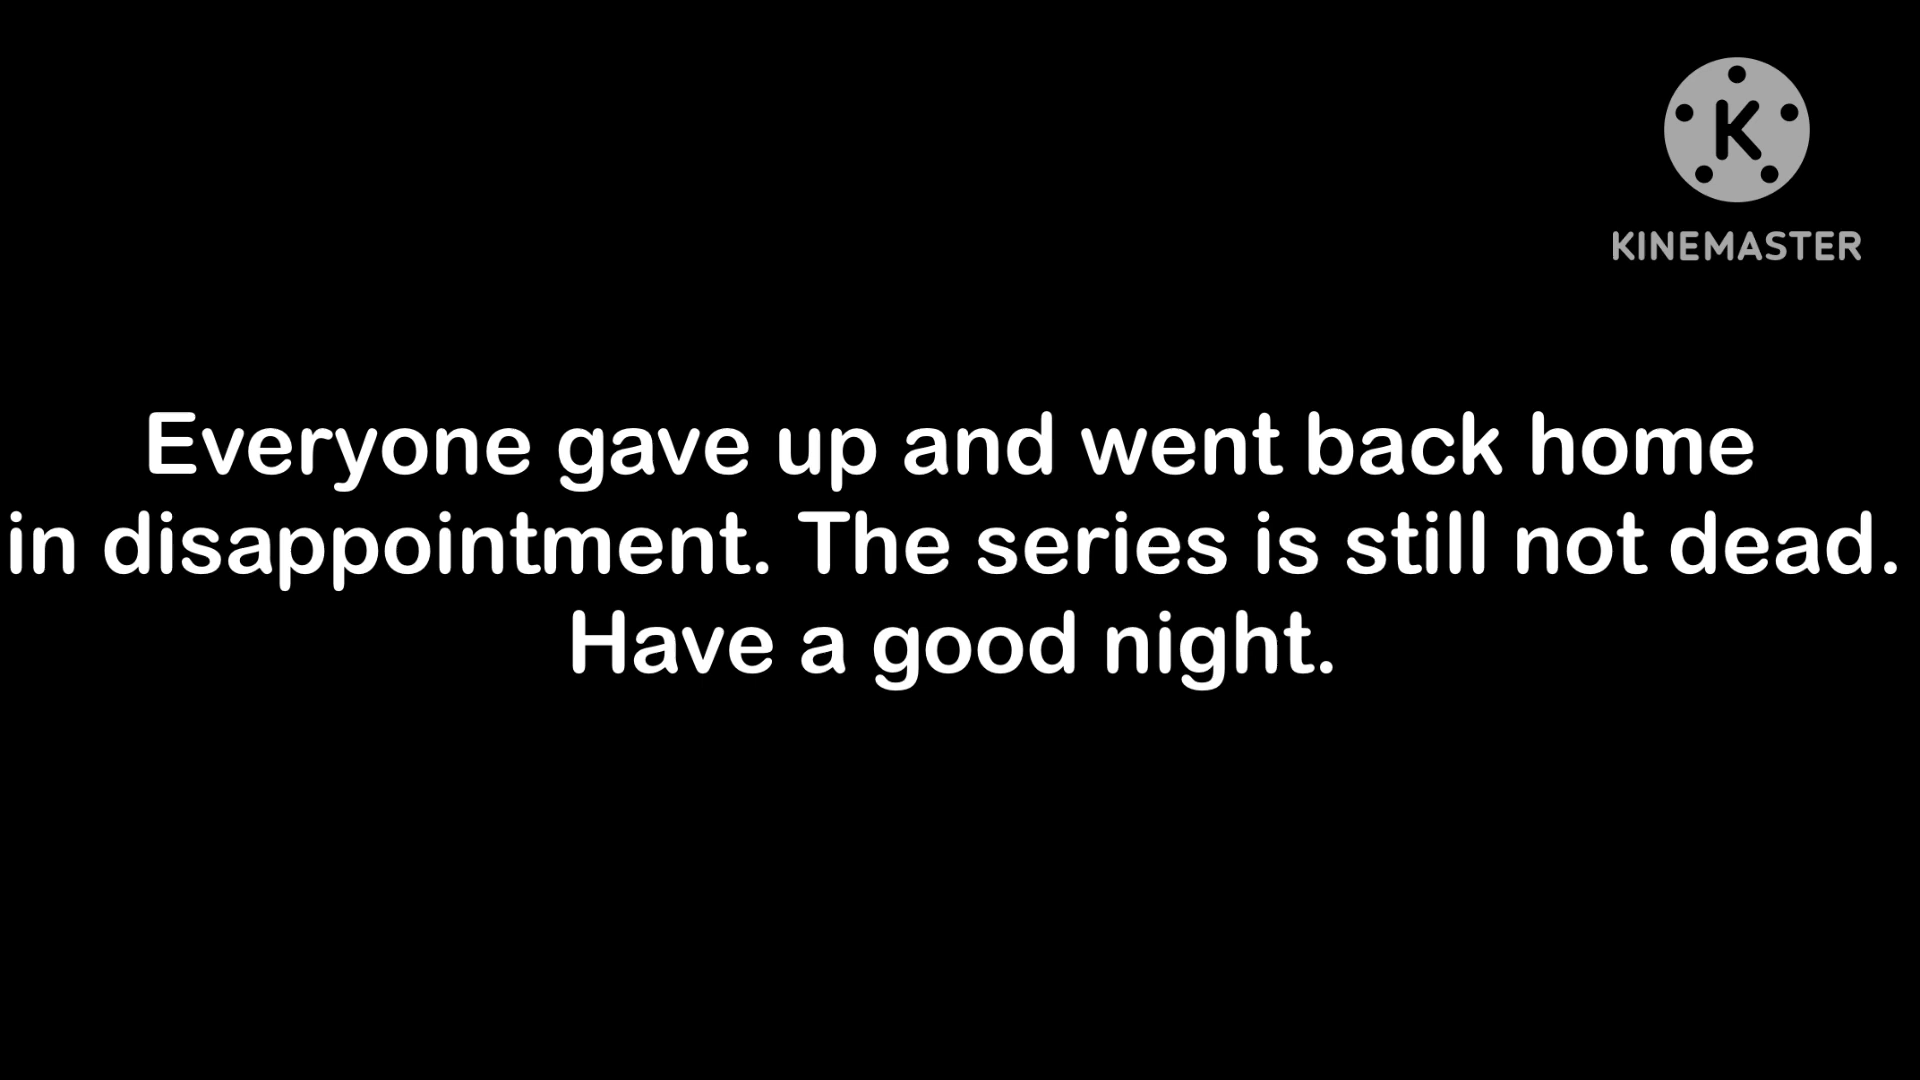 K
KINEMASTER
Everyone gave up and went back home
in disappointment. The series is still not dead.
Have a good night.